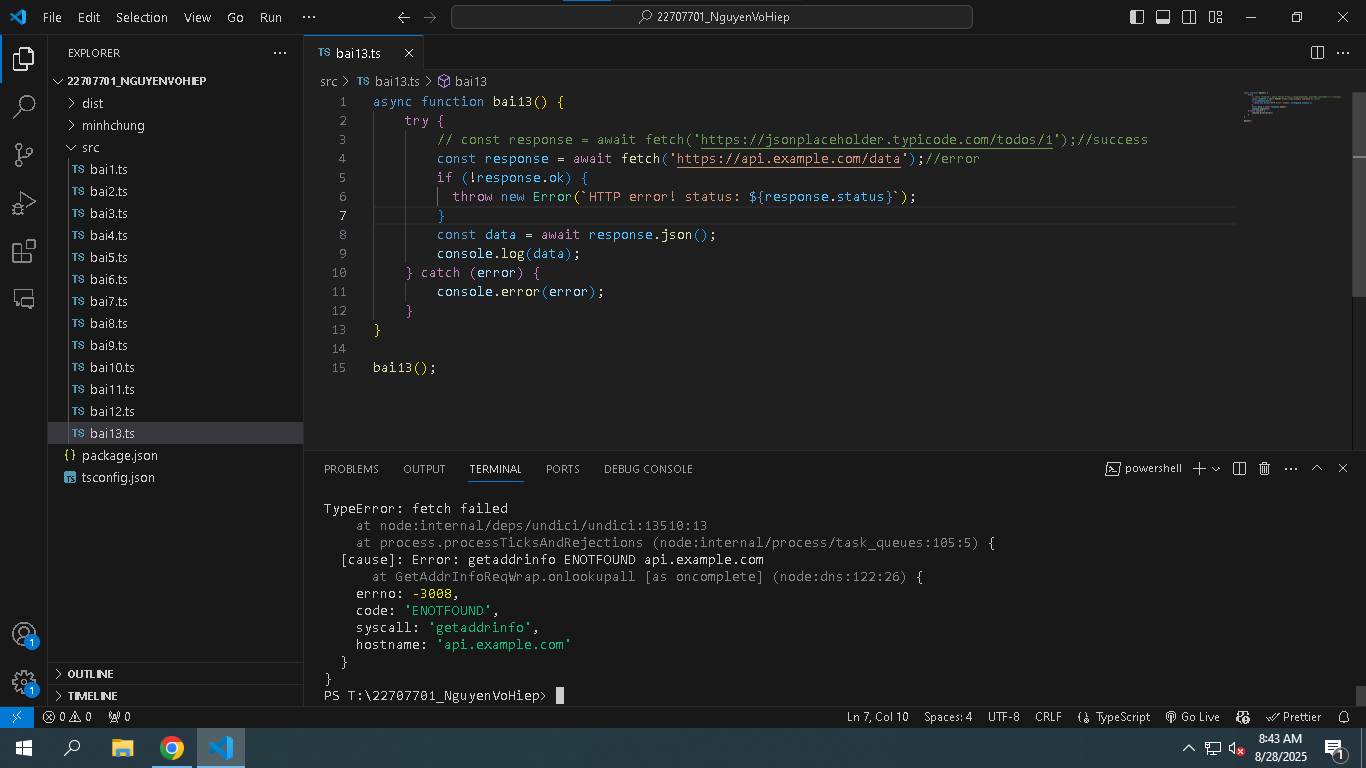 File Edit Selection View Go Run ··· 22707701_NguyenVoHiep
EXPLORER ···
22707701_NGUYENVOHIEP
dist
minhchung
src
TS bai1.ts
TS bai2.ts
TS bai3.ts
TS bai4.ts
TS bai5.ts
TS bai6.ts
TS bai7.ts
TS bai8.ts
TS bai9.ts
TS bai10.ts
TS bai11.ts
TS bai12.ts
TS bai13.ts
{} package.json
TS tsconfig.json
OUTLINE
TIMELINE
1
1
TS bai13.ts
src > TS bai13.ts > bai13
1 async function bai13() {
2     try {
3         // const response = await fetch('https://jsonplaceholder.typicode.com/todos/1');//success
4         const response = await fetch('https://api.example.com/data');//error
5         if (!response.ok) {
6           throw new Error(`HTTP error! status: ${response.status}`);
7         }
8         const data = await response.json();
9         console.log(data);
10     } catch (error) {
11         console.error(error);
12     }
13 }
14
15 bai13();
PROBLEMS OUTPUT TERMINAL PORTS DEBUG CONSOLE powershell
TypeError: fetch failed
    at node:internal/deps/undici/undici:13510:13
    at process.processTicksAndRejections (node:internal/process/task_queues:105:5) {
  [cause]: Error: getaddrinfo ENOTFOUND api.example.com
      at GetAddrInfoReqWrap.onlookupall [as oncomplete] (node:dns:122:26) {
    errno: -3008,
    code: 'ENOTFOUND',
    syscall: 'getaddrinfo',
    hostname: 'api.example.com'
  }
}
PS T:\22707701_NguyenVoHiep>
0 0 0 Ln 7, Col 10 Spaces: 4 UTF-8 CRLF {} TypeScript Go Live Prettier
8:43 AM
8/28/2025
1